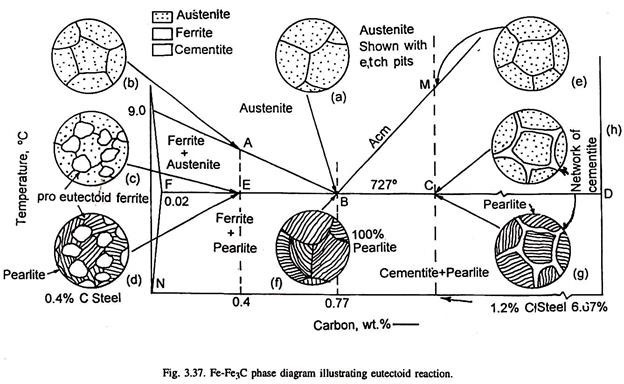 Austenite
Ferrite
Cementite
Austenite
Shown with
e,tch pits
(b)
(a)
(e)
M
Austenite
9.0
A
Acm
(h)
Ferrite
+
Austenite
Network of
cementite
(c)
F
E
727°
C
D
B
pro eutectoid ferrite
0.02
Ferrite
+
Pearlite
Pearlite
100%
Pearlite
Pearlite
(d)
N
(f)
Cementite+Pearlite
(g)
0.4% C Steel
0.4
0.77
1.2% C Steel 6.67%
Carbon, wt.%
Temperature, °C
Fig. 3.37. Fe-Fe3C phase diagram illustrating eutectoid reaction.